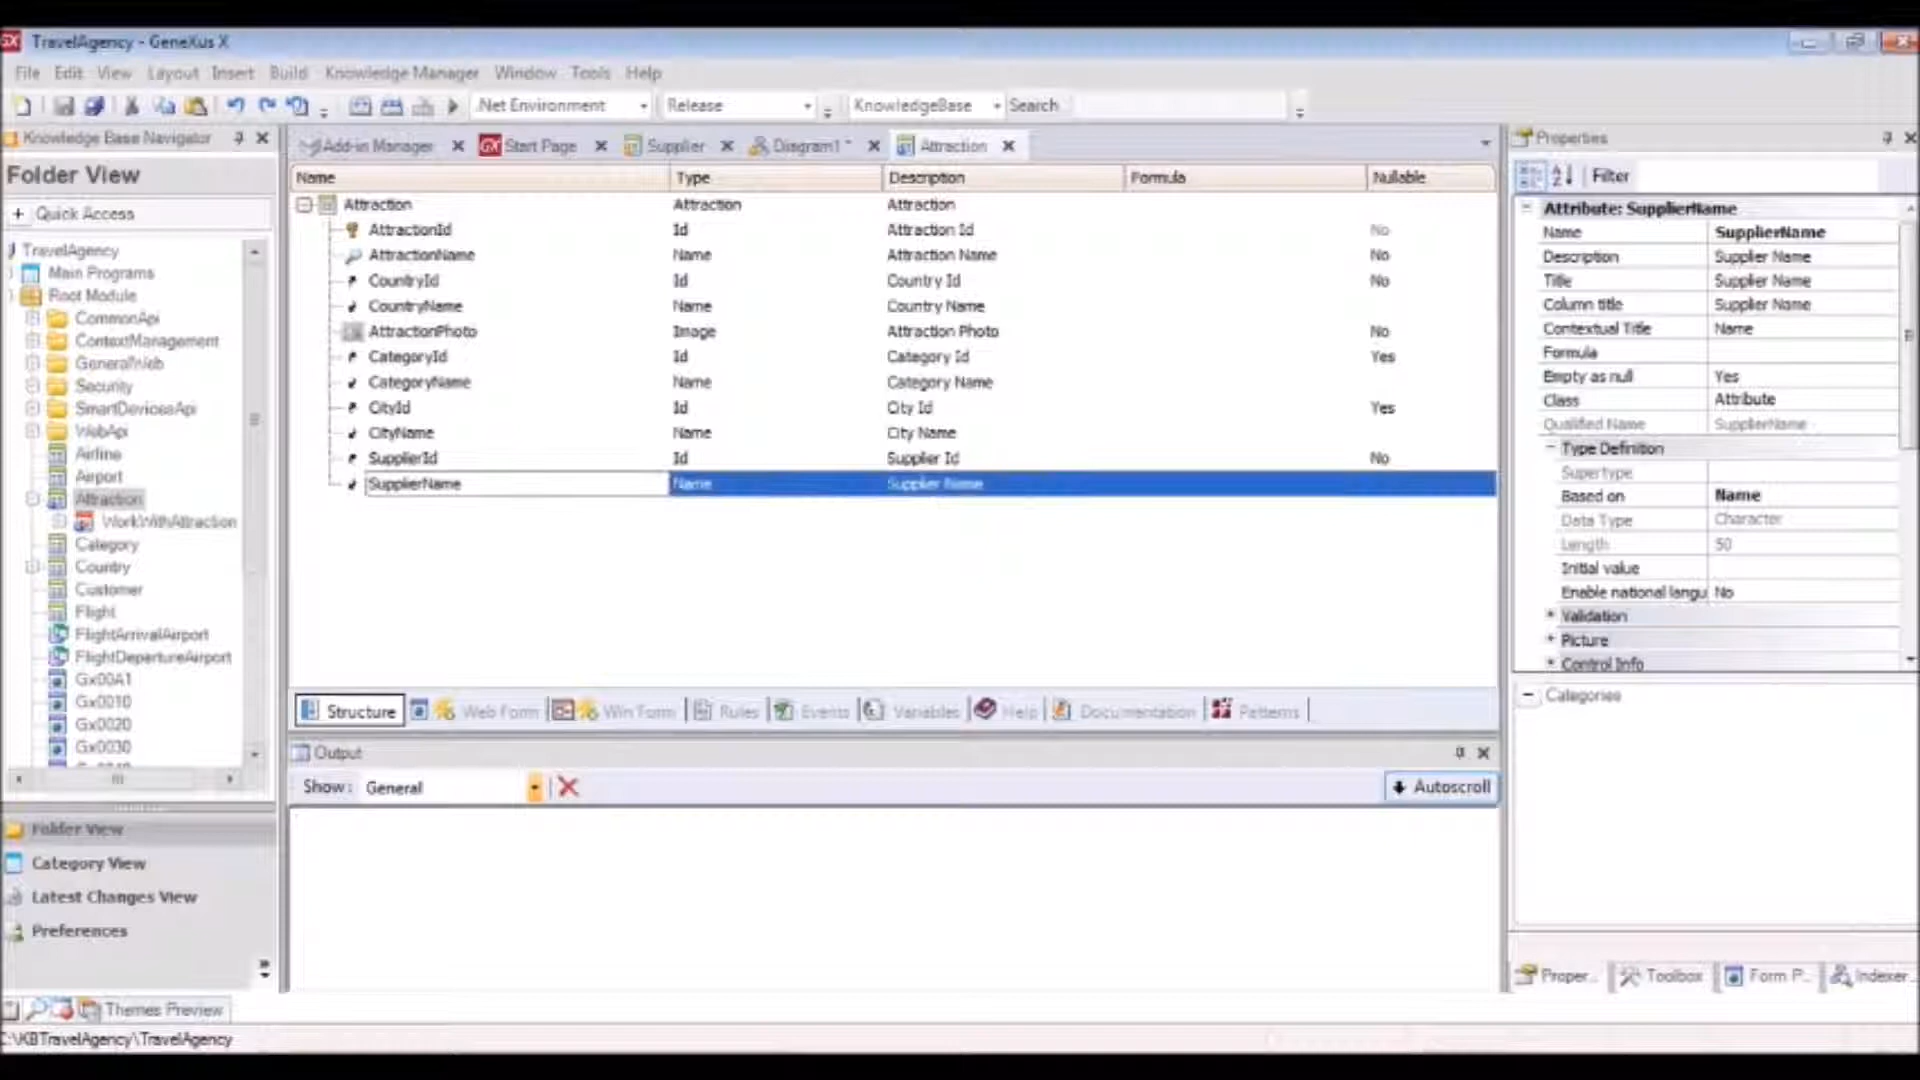 TravelAgency - GeneXus X
File Edit View Layout Insert Build Knowledge Manager Window Tools Help
.Net Environment Release KnowledgeBase Search
Knowledge Base Navigator
Folder View
Quick Access
TravelAgency
Main Programs
Root Module
CommonApi
ContextManagement
GeneralWeb
Security
SmartDevicesApi
WebApi
Airline
Airport
Attraction
WorkWithAttraction
Category
Country
Customer
Flight
FlightArrivalAirport
FlightDepartureAirport
Gx00A1
Gx0010
Gx0020
Gx0030
Folder View
Category View
Latest Changes View
Preferences
Add-in Manager Start Page Supplier Diagram1 * Attraction
Name Type Description Formula Nullable
Attraction Attraction Attraction
AttractionId Id Attraction Id No
AttractionName Name Attraction Name No
CountryId Id Country Id No
CountryName Name Country Name
AttractionPhoto Image Attraction Photo No
CategoryId Id Category Id Yes
CategoryName Name Category Name
CityId Id City Id Yes
CityName Name City Name
SupplierId Id Supplier Id No
SupplierName Name Supplier Name
Structure Web Form Win Form Rules Events Variables Help Documentation Patterns
Output
Show: General Autoscroll
Properties
Filter
Attribute: SupplierName
Name SupplierName
Description Supplier Name
Title Supplier Name
Column title Supplier Name
Contextual Title Name
Formula
Empty as null Yes
Class Attribute
Qualified Name SupplierName
Type Definition
Supertype
Based on Name
Data Type Character
Length 50
Initial value
Enable national langu No
Validation
Picture
Control Info
Categories
Proper... Toolbox Form P... Indexer...
Themes Preview
C:\KBTravelAgency\TravelAgency